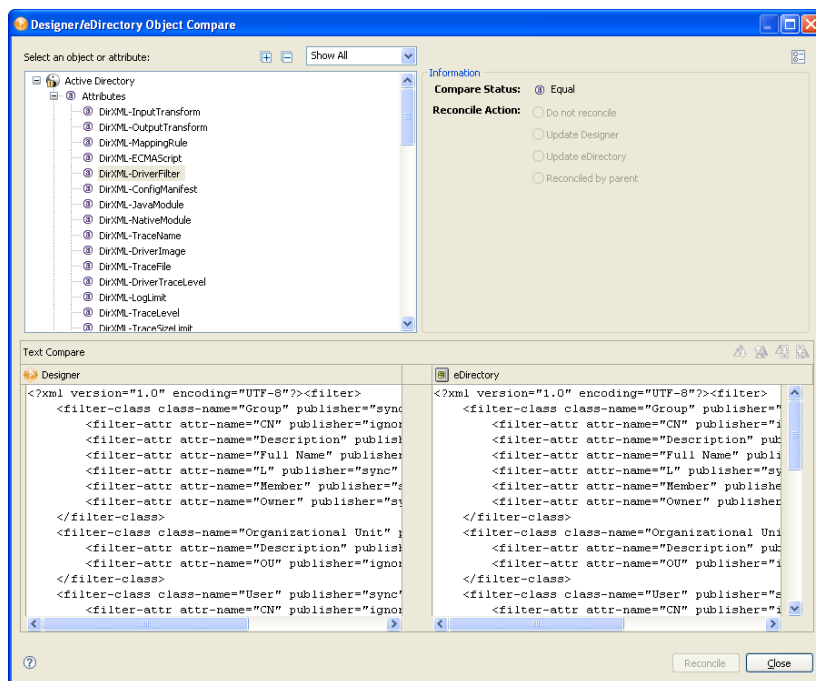 Designer/eDirectory Object Compare
Select an object or attribute:
Show All
Active Directory
Attributes
DirXML-InputTransform
DirXML-OutputTransform
DirXML-MappingRule
DirXML-ECMAScript
DirXML-DriverFilter
DirXML-ConfigManifest
DirXML-JavaModule
DirXML-NativeModule
DirXML-TraceName
DirXML-DriverImage
DirXML-TraceFile
DirXML-DriverTraceLevel
DirXML-LogLimit
DirXML-TraceLevel
DirXML-TraceSizeLimit
Information
Compare Status: Equal
Reconcile Action: Do not reconcile
Update Designer
Update eDirectory
Reconciled by parent
Text Compare
Designer
<?xml version="1.0" encoding="UTF-8"?><filter>
<filter-class class-name="Group" publisher="sync
<filter-attr attr-name="CN" publisher="ignor
<filter-attr attr-name="Description" publish
<filter-attr attr-name="Full Name" publisher
<filter-attr attr-name="L" publisher="sync"
<filter-attr attr-name="Member" publisher="s
<filter-attr attr-name="Owner" publisher="sy
</filter-class>
<filter-class class-name="Organizational Unit" p
<filter-attr attr-name="Description" publish
<filter-attr attr-name="OU" publisher="ignor
</filter-class>
<filter-class class-name="User" publisher="sync"
<filter-attr attr-name="CN" publisher="ignor
eDirectory
<?xml version="1.0" encoding="UTF-8"?><filter>
<filter-class class-name="Group" publisher="
<filter-attr attr-name="CN" publisher="i
<filter-attr attr-name="Description" pub
<filter-attr attr-name="Full Name" publi
<filter-attr attr-name="L" publisher="sy
<filter-attr attr-name="Member" publishe
<filter-attr attr-name="Owner" publisher
</filter-class>
<filter-class class-name="Organizational Uni
<filter-attr attr-name="Description" pub
<filter-attr attr-name="OU" publisher="i
</filter-class>
<filter-class class-name="User" publisher="s
<filter-attr attr-name="CN" publisher="i
Reconcile
Close